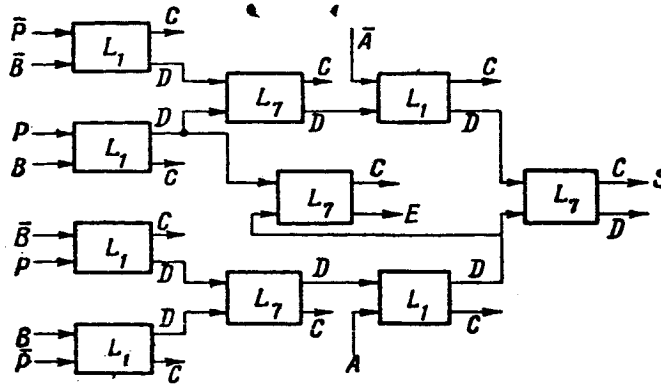 P̄ C Ā
L₁
B̄ D C C
L₇ L₁
P D D D
L₁
B C C C S
L₇ L₇
E D
B̄ C
L₁
P D D D
L₇ L₁
B D C C
L₁
P̄ C A